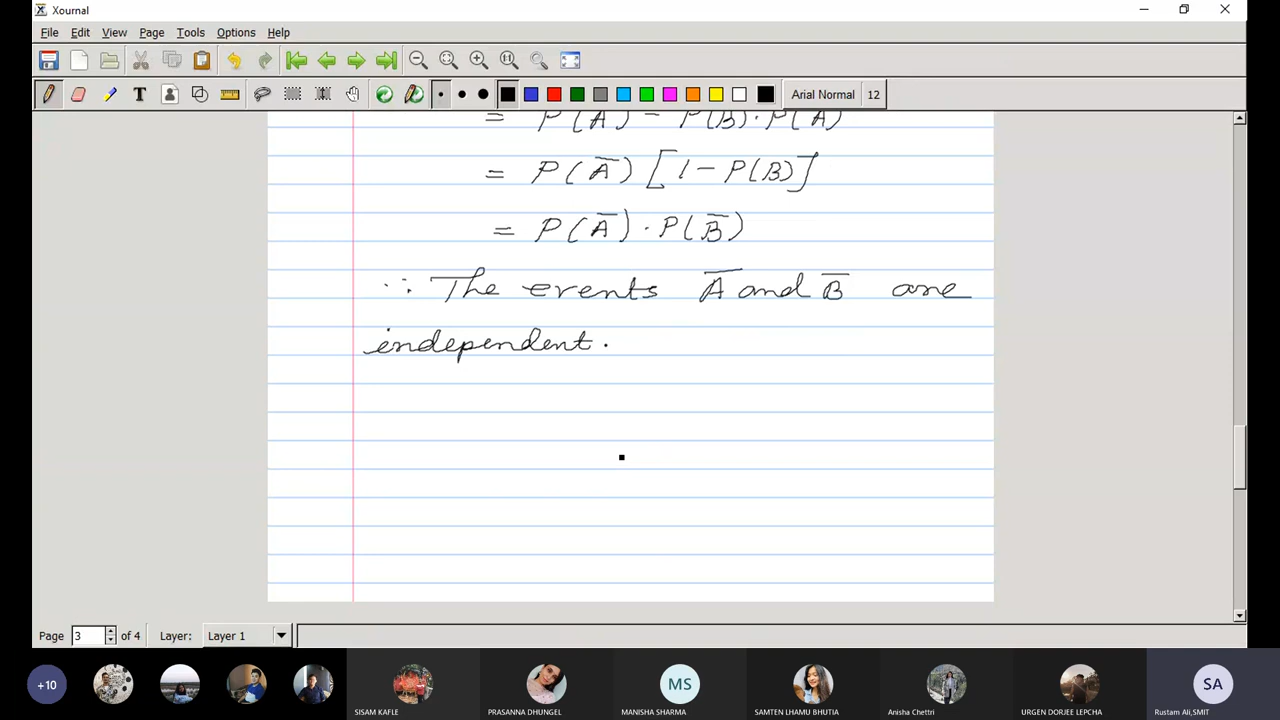 Xournal
File Edit View Page Tools Options Help
Arial Normal 12
= P(Ā) - P(B)·P(Ā)
= P(Ā) [1 - P(B)]
= P(Ā) · P(B̄)
∴ The events Ā and B̄ are
independent.
Page 3 of 4 Layer: Layer 1
+10 MS SA
SISAM KAFLE PRASANNA DHUNGEL MANISHA SHARMA SAMTEN LHAMU BHUTIA Anisha Chettri URGEN DORJEE LEPCHA Rustam Ali,SMIT